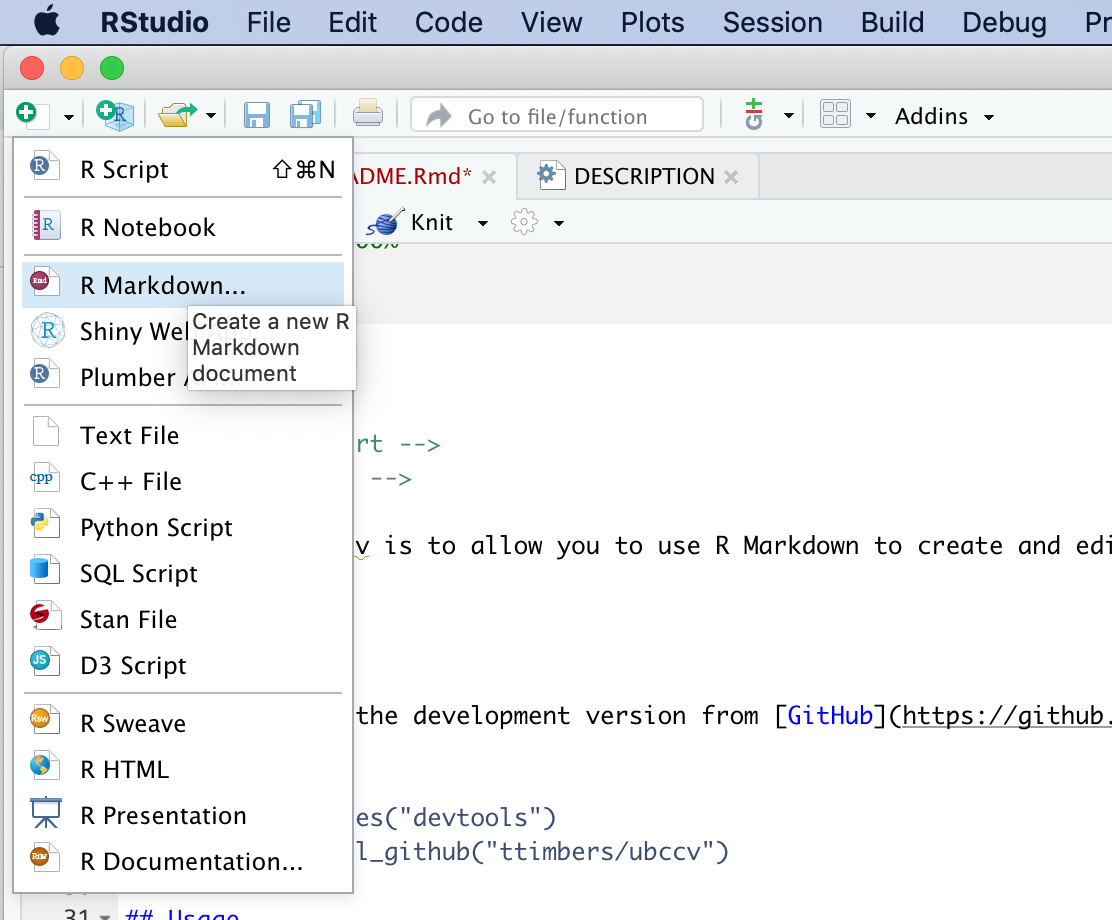 RStudio File Edit Code View Plots Session Build Debug
Go to file/function Addins
R Script ⇧⌘N
ADME.Rmd* DESCRIPTION
R Notebook
Knit
R Markdown...
Create a new R
Markdown
document
Shiny We
Plumber
Text File
rt -->
C++ File
-->
Python Script
v is to allow you to use R Markdown to create and edi
SQL Script
Stan File
D3 Script
R Sweave
the development version from [GitHub](https://github.
R HTML
R Presentation
es("devtools")
l_github("ttimbers/ubccv")
R Documentation...
31 ## Usage